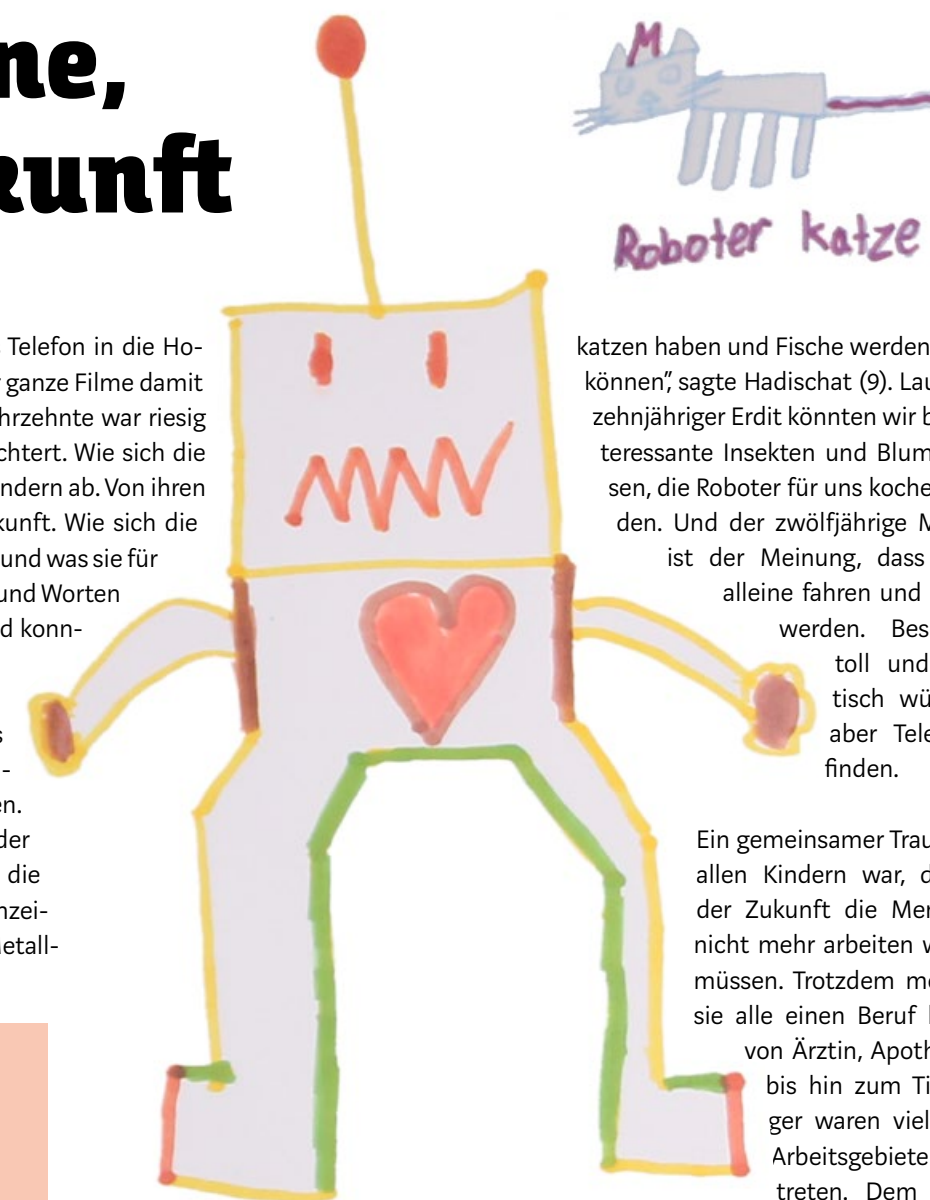 ne,
kunft
Telefon in die Ho-
ganze Filme damit
hrzehnte war riesig
chtert. Wie sich die
ndern ab. Von ihren
kunft. Wie sich die
und was sie für
und Worten
d konn-
s
-
en.
der
die
nzei-
etall-
M
Roboter Katze
katzen haben und Fische werden
können”, sagte Hadischat (9). Lau
zehnjähriger Erdit könnten wir b
teressante Insekten und Blum
sen, die Roboter für uns koche
den. Und der zwölfjährige M
ist der Meinung, dass
alleine fahren und
werden. Bes
toll und
tisch wü
aber Tele
finden.
Ein gemeinsamer Trau
allen Kindern war, d
der Zukunft die Mer
nicht mehr arbeiten w
müssen. Trotzdem mö
sie alle einen Beruf
von Ärztin, Apoth
bis hin zum Ti
ger waren viel
Arbeitsgebiete
treten. Dem